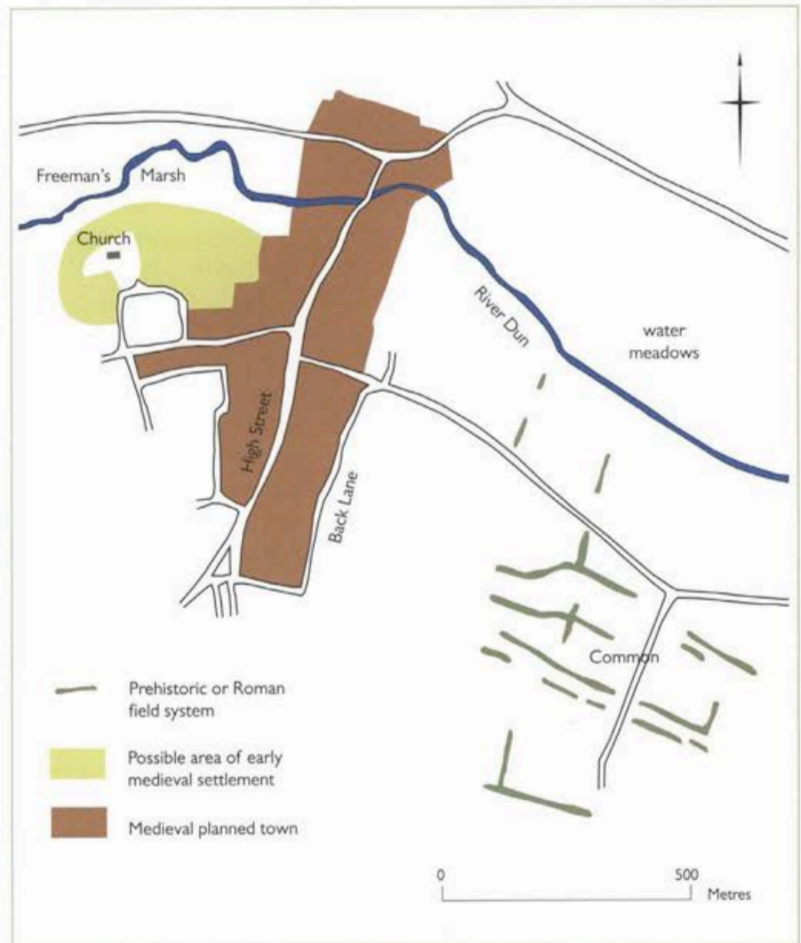 Freeman's Marsh
Church
River Dun
water
meadows
High Street
Back Lane
Common
Prehistoric or Roman
field system
Possible area of early
medieval settlement
Medieval planned town
0 500
Metres